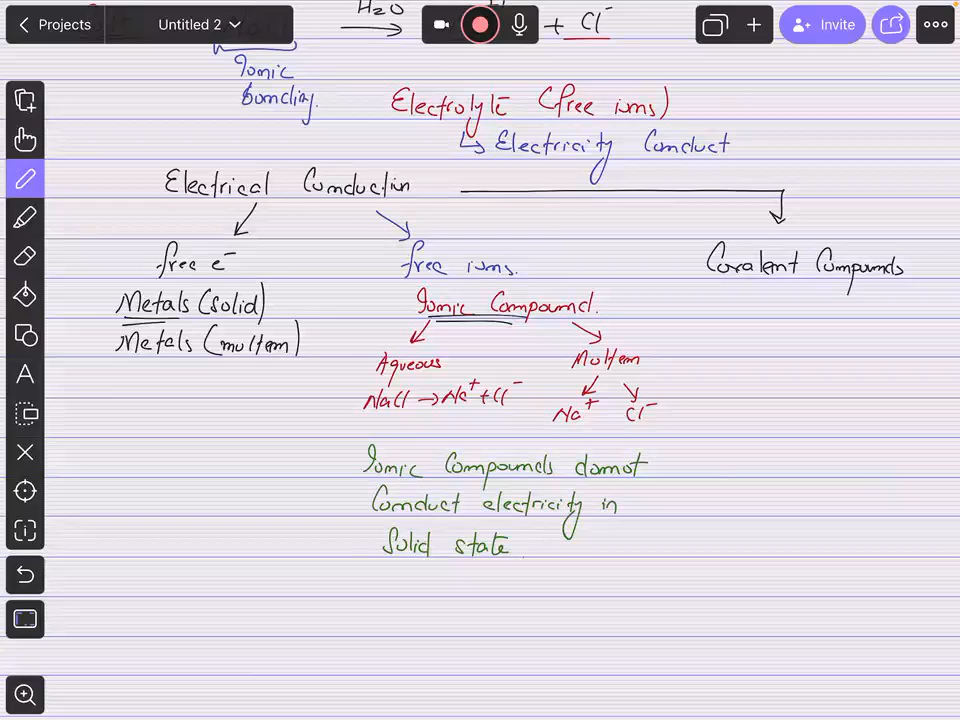 Projects
Untitled 2
Invite
H2O
+ Cl⁻
Ionic
bonding.
Electrolyte (free ions)
↳ Electricity Conduct
Electrical Conduction
free e⁻
free ions.
Covalent Compounds
Metals (solid)
Ionic Compound.
Metals (molten)
Aqueous
Molten
NaCl → Na⁺ + Cl⁻
Na⁺ Cl⁻
Ionic Compounds donot
Conduct electricity in
Solid state.